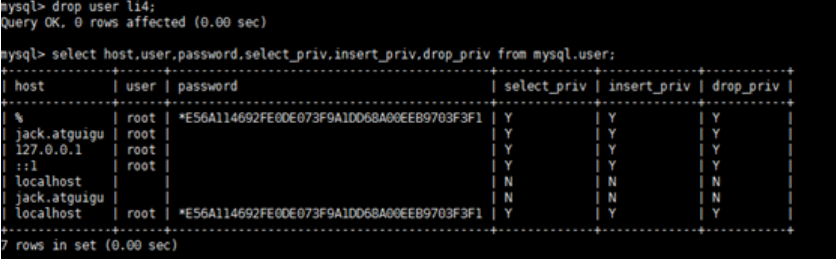 mysql> drop user li4;
Query OK, 0 rows affected (0.00 sec)
mysql> select host,user,password,select_priv,insert_priv,drop_priv from mysql.user;
+-------------+------+-------------------------------------------+-------------+-------------+-----------+
| host | user | password | select_priv | insert_priv | drop_priv |
+-------------+------+-------------------------------------------+-------------+-------------+-----------+
| % | root | *E56A114692FE0DE073F9A1DD68A00EEB9703F3F1 | Y | Y | Y |
| jack.atguigu | root | | Y | Y | Y |
| 127.0.0.1 | root | | Y | Y | Y |
| ::1 | root | | Y | Y | Y |
| localhost | | | N | N | N |
| jack.atguigu | | | N | N | N |
| localhost | root | *E56A114692FE0DE073F9A1DD68A00EEB9703F3F1 | Y | Y | Y |
+-------------+------+-------------------------------------------+-------------+-------------+-----------+
7 rows in set (0.00 sec)